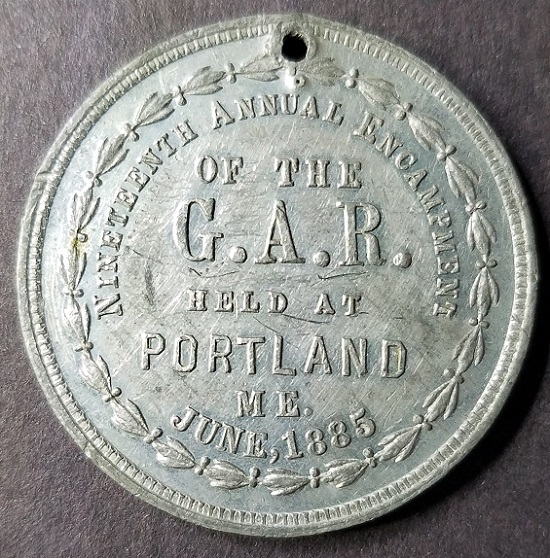 NINETEENTH ANNUAL ENCAMPMENT
OF THE
G.A.R.
HELD AT
PORTLAND
ME.
JUNE, 1885